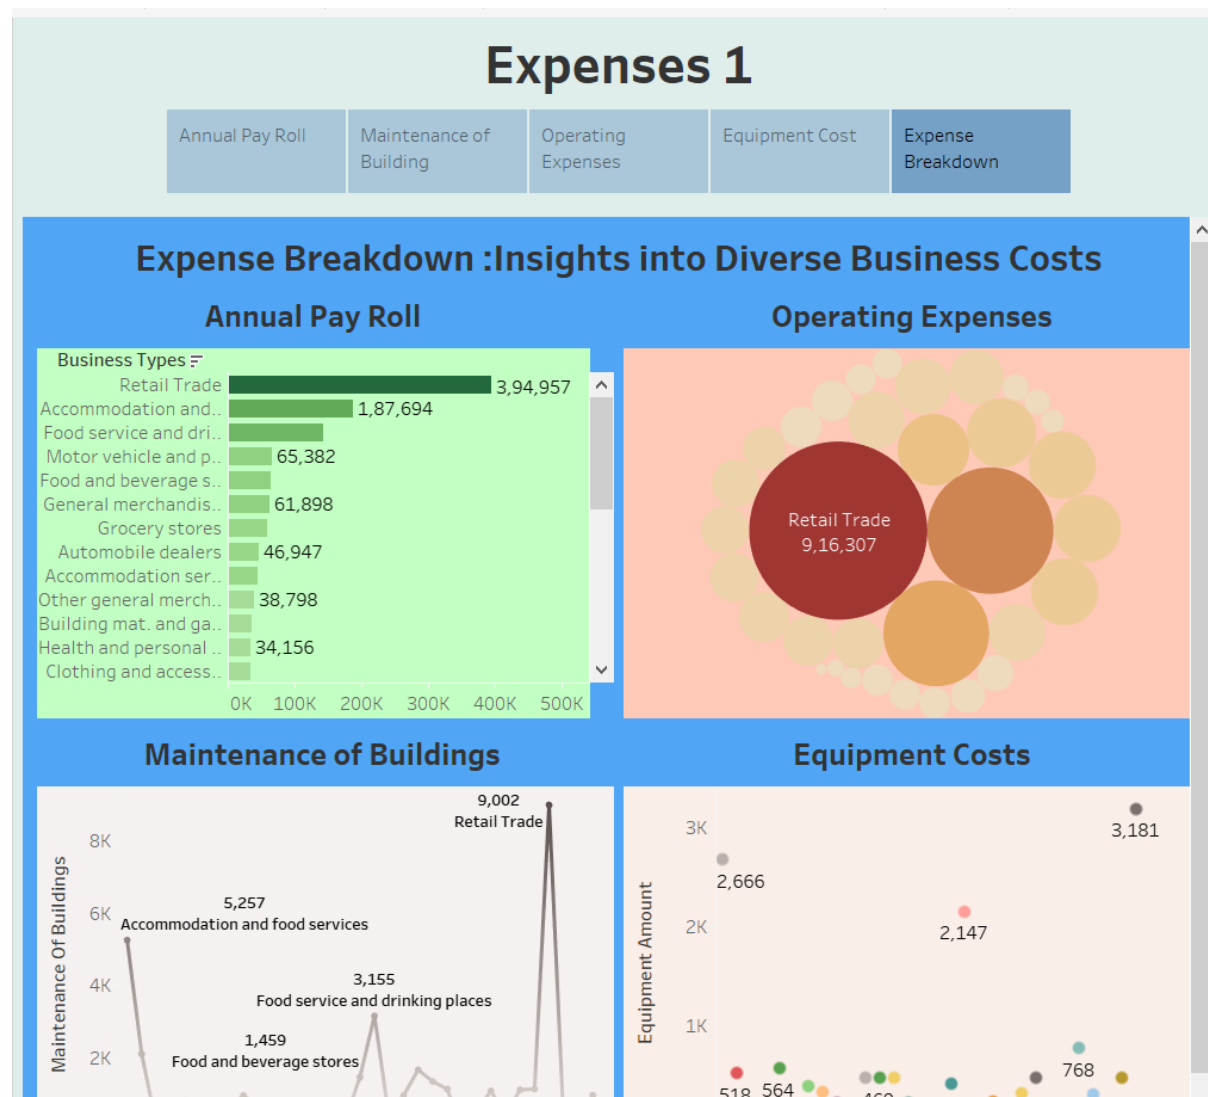 Expenses 1
Annual Pay Roll
Maintenance of
Building
Operating
Expenses
Equipment Cost
Expense
Breakdown
Expense Breakdown :Insights into Diverse Business Costs
Annual Pay Roll
Business Types
Retail Trade 3,94,957
Accommodation and.. 1,87,694
Food service and dri..
Motor vehicle and p.. 65,382
Food and beverage s..
General merchandis.. 61,898
Grocery stores
Automobile dealers 46,947
Accommodation ser..
Other general merch.. 38,798
Building mat. and ga..
Health and personal .. 34,156
Clothing and access..
0K 100K 200K 300K 400K 500K
Operating Expenses
Retail Trade
9,16,307
Maintenance of Buildings
Maintenance Of Buildings
8K
6K
4K
2K
9,002
Retail Trade
5,257
Accommodation and food services
3,155
Food service and drinking places
1,459
Food and beverage stores
Equipment Costs
Equipment Amount
3K
2K
1K
3,181
2,666
2,147
768
518 564